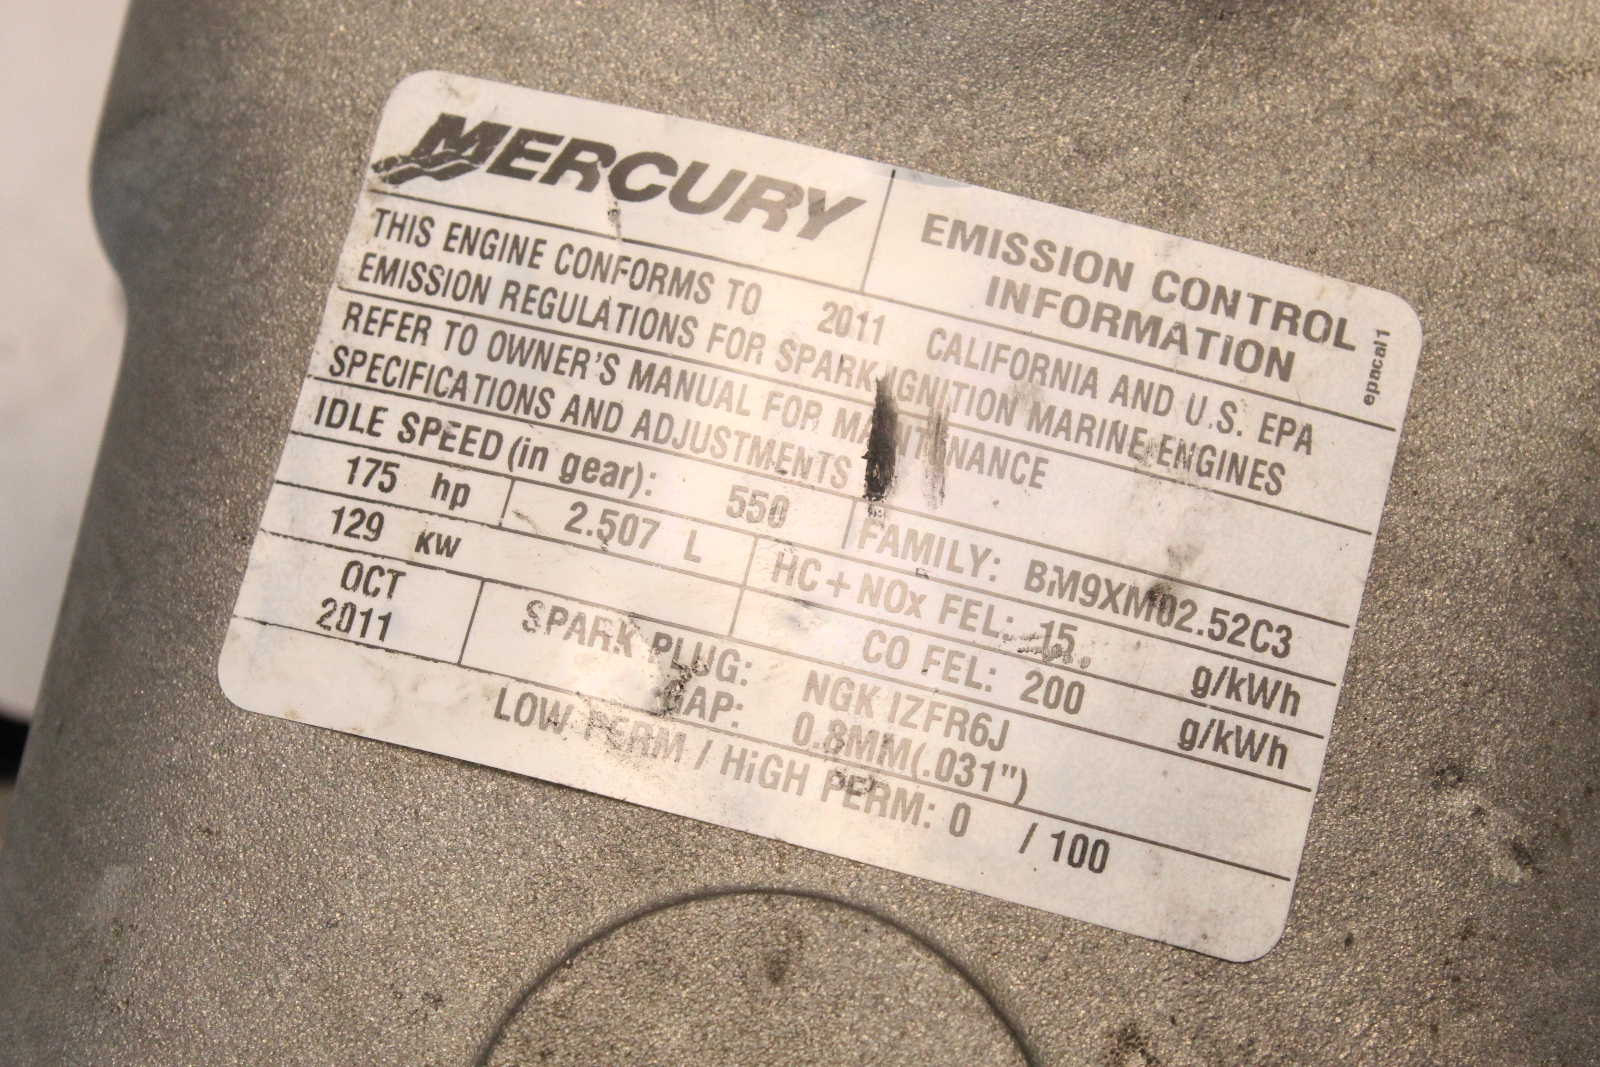 MERCURY
EMISSION CONTROL
INFORMATION
epacal1
THIS ENGINE CONFORMS TO 2011 CALIFORNIA AND U.S. EPA
EMISSION REGULATIONS FOR SPARK IGNITION MARINE ENGINES
REFER TO OWNER'S MANUAL FOR MAINTENANCE
SPECIFICATIONS AND ADJUSTMENTS
IDLE SPEED (in gear): 550
FAMILY: BM9XM02.52C3
175 hp
2.507 L
HC+NOx FEL: 15. g/kWh
129 KW
CO FEL: 200 g/kWh
OCT
2011
SPARK PLUG: NGK IZFR6J
GAP: 0.8MM(.031")
LOW PERM / HiGH PERM: 0 / 100